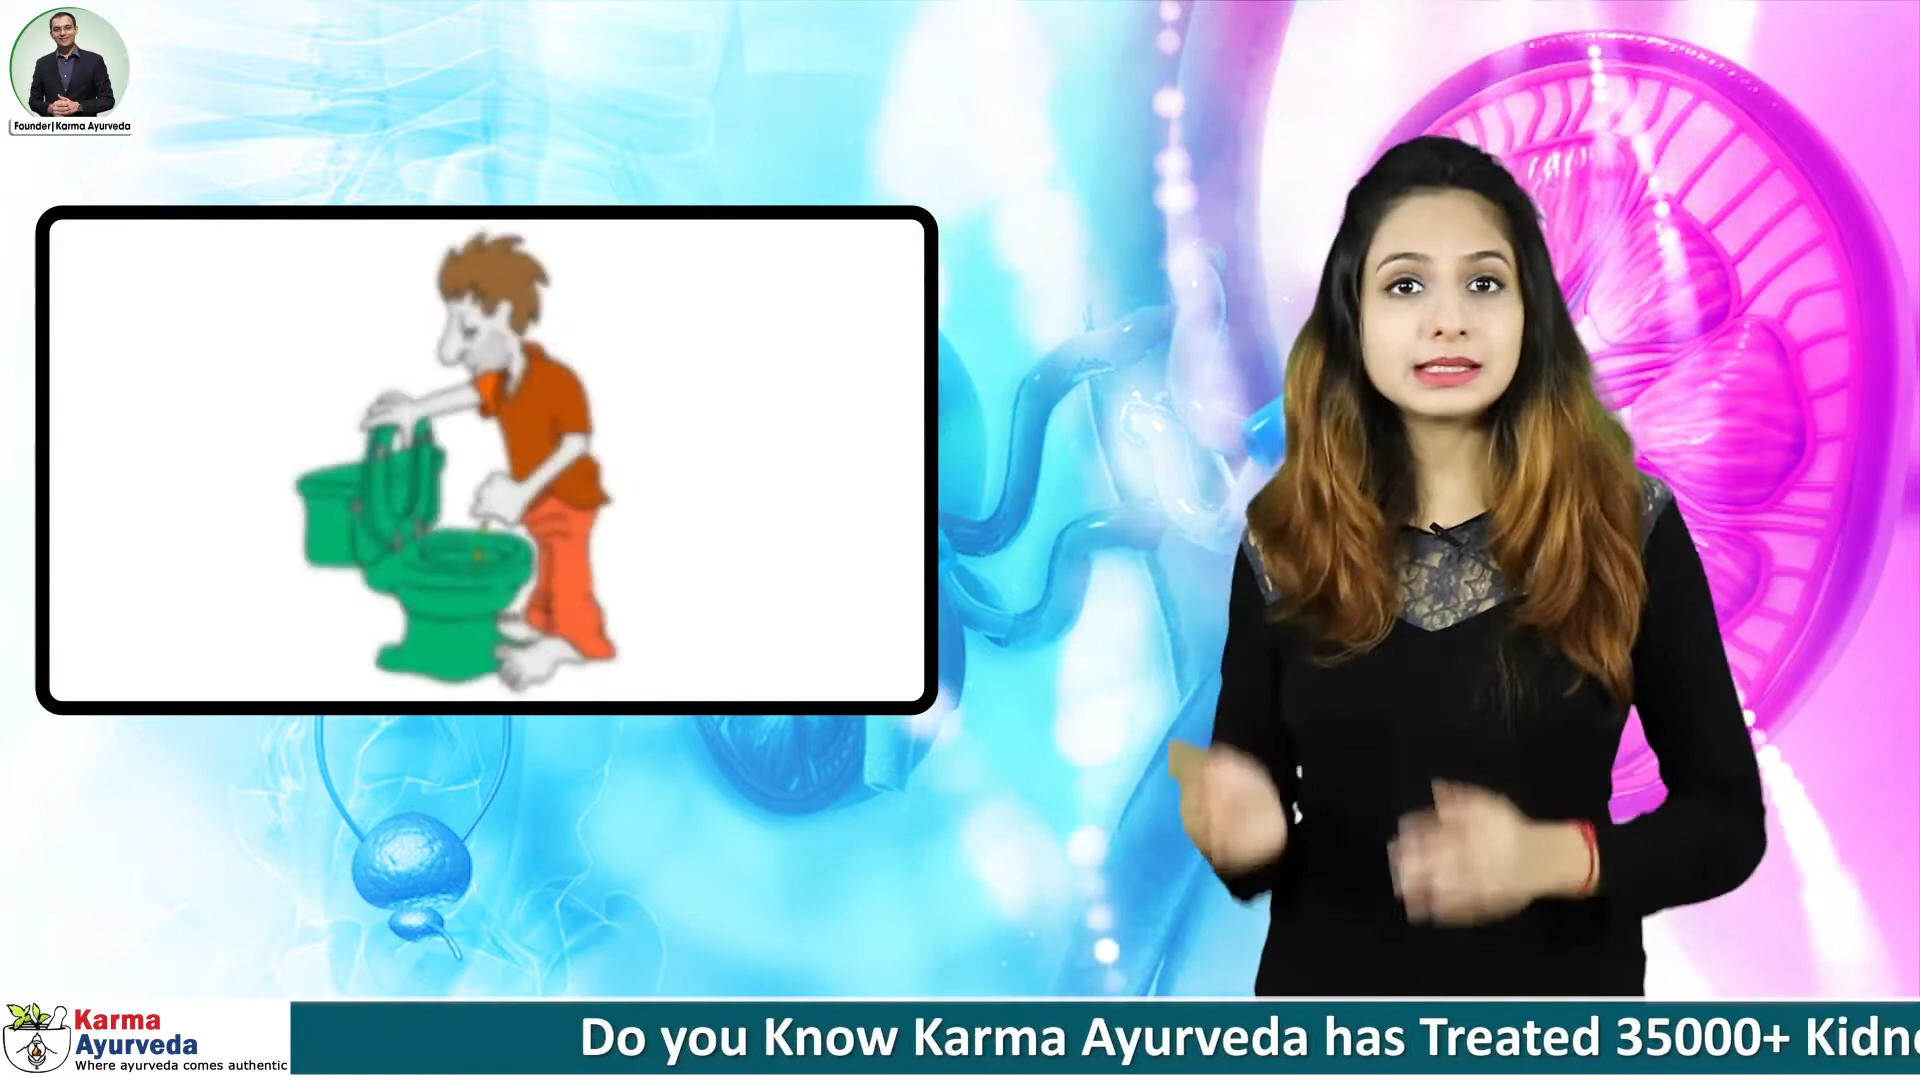 Founder|Karma Ayurveda
Karma
Ayurveda
Where ayurveda comes authentic
Do you Know Karma Ayurveda has Treated 35000+